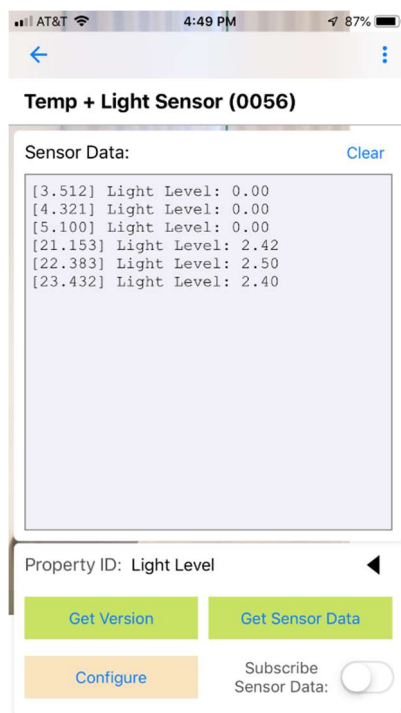 AT&T 4:49 PM 87%
Temp + Light Sensor (0056)
Sensor Data: Clear
[3.512] Light Level: 0.00
[4.321] Light Level: 0.00
[5.100] Light Level: 0.00
[21.153] Light Level: 2.42
[22.383] Light Level: 2.50
[23.432] Light Level: 2.40
Property ID: Light Level
Get Version Get Sensor Data
Configure Subscribe
Sensor Data: